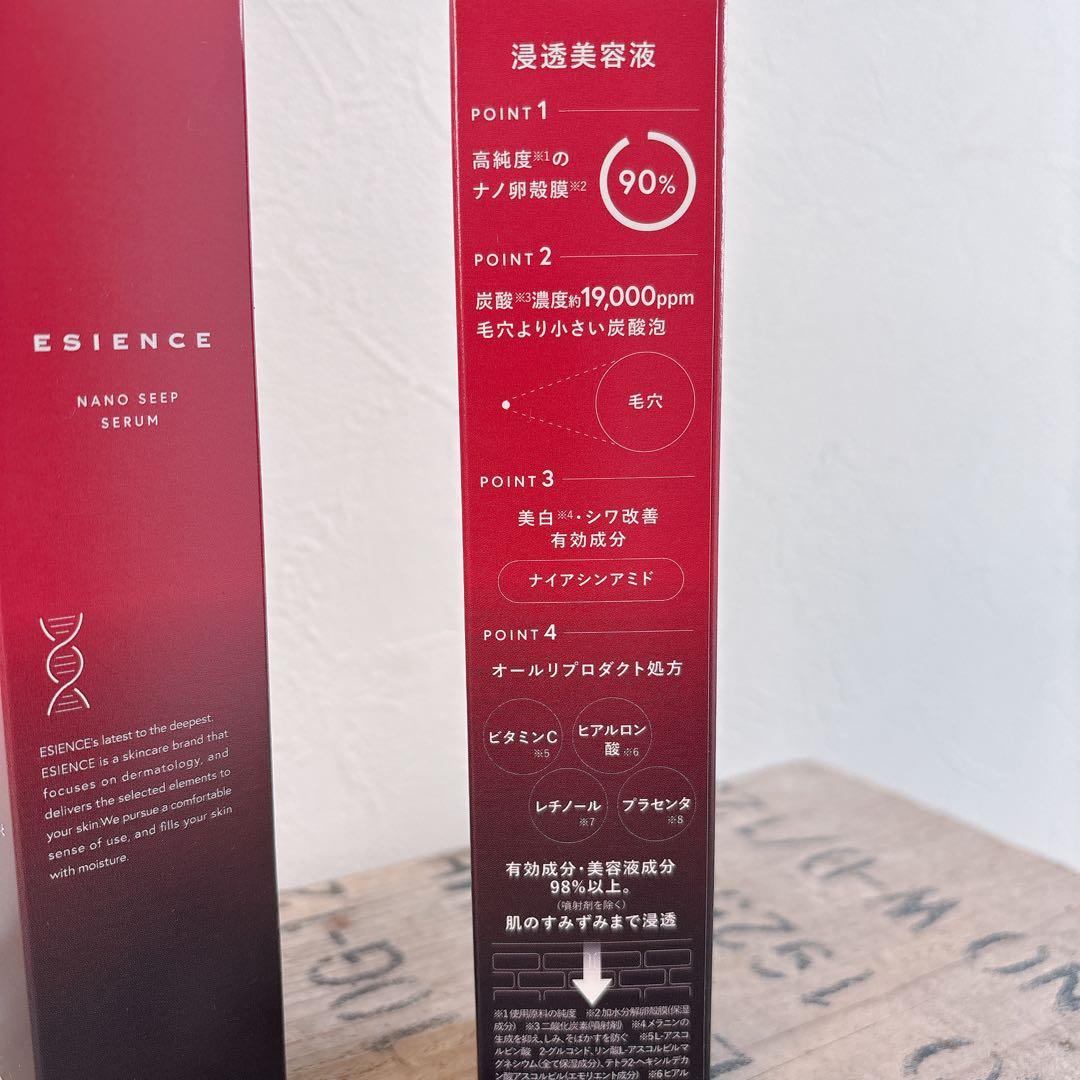 ESIENCE
NANO SEEP
SERUM
ESIENCE's latest to the deepest.
ESIENCE is a skincare brand that
focuses on dermatology, and
delivers the selected elements to
your skin.We pursue a comfortable
sense of use, and fills your skin
with moisture.
浸透美容液
POINT 1
高純度※1の
ナノ卵殻膜※2
90%
POINT 2
炭酸※3濃度約19,000ppm
毛穴より小さい炭酸泡
毛穴
POINT 3
美白※4・シワ改善
有効成分
ナイアシンアミド
POINT 4
オールリプロダクト処方
ビタミンC
※5
ヒアルロン
酸 ※6
レチノール
※7
プラセンタ
※8
有効成分・美容液成分
98%以上。
(噴射剤を除く)
肌のすみずみまで浸透
※1 使用原料の純度 ※2 加水分解卵殻膜(保湿
成分) ※3 二酸化炭素(噴射剤) ※4 メラニンの
生成を抑え、しみ、そばかすを防ぐ ※5 L-アスコ
ルビン酸 2-グルコシド、リン酸L-アスコルビルマ
グネシウム(全て保湿成分)、テトラ2-ヘキシルデカ
ン酸アスコルビル(エモリエント成分) ※6 ヒアル